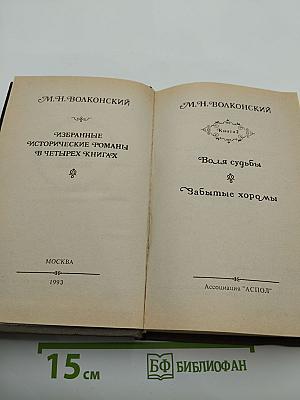 М.Н.ВОЛКОНСКИЙ
ИЗБРАННЫЕ
ИСТОРИЧЕСКИЕ РОМАНЫ
В ЧЕТЫРЕХ КНИГАХ
МОСКВА
1993
М.Н.ВОЛКОНСКИЙ
Книга1
Воля судьбы
Забытые хоромы
Ассоциация "АСПОЛ"
15 см
БФ БИБЛИОФАН